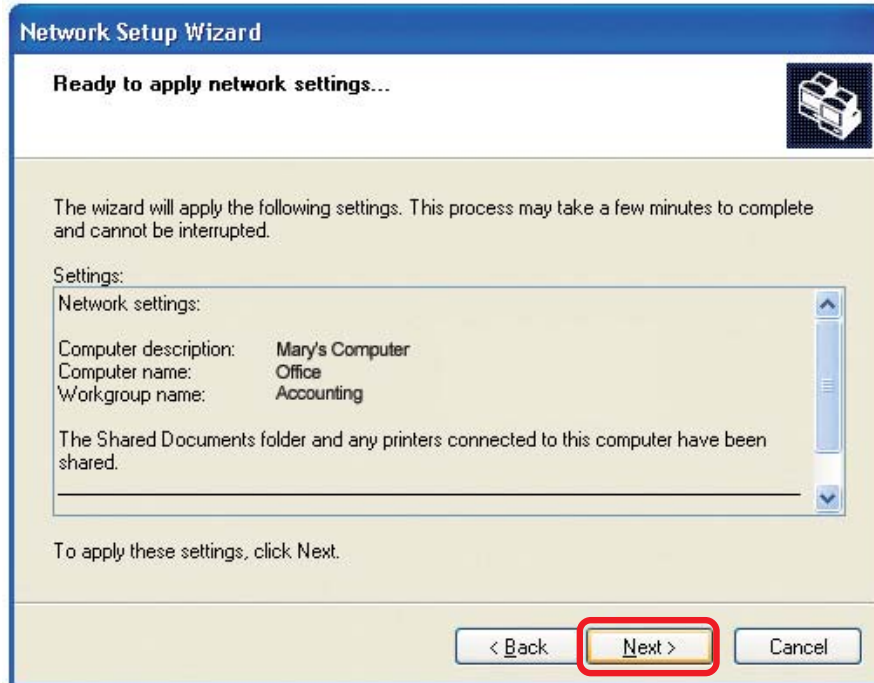 Network Setup Wizard
Ready to apply network settings...
The wizard will apply the following settings. This process may take a few minutes to complete
and cannot be interrupted.
Settings:
Network settings:
Computer description: Mary's Computer
Computer name: Office
Workgroup name: Accounting
The Shared Documents folder and any printers connected to this computer have been
shared.
To apply these settings, click Next.
< Back Next > Cancel